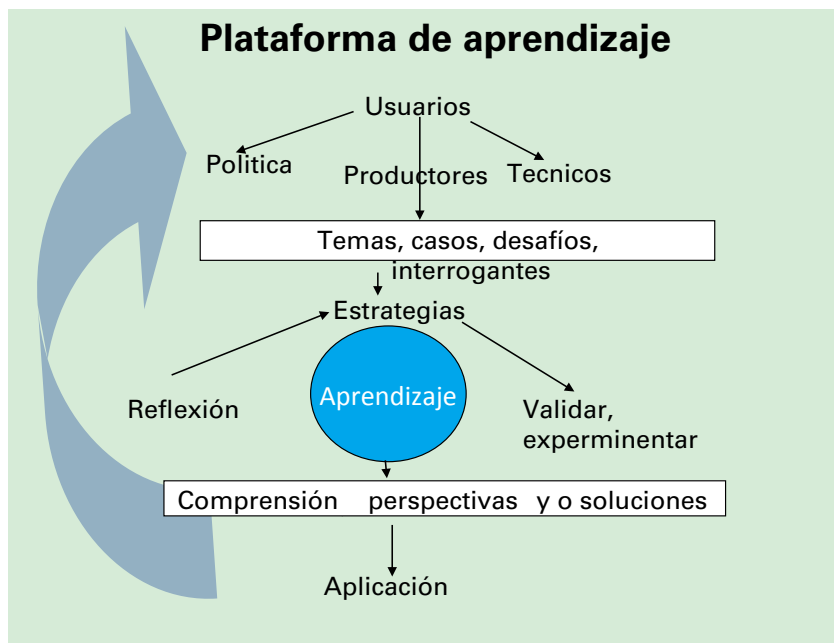 Plataforma de aprendizaje
Usuarios
Politica
Productores
Tecnicos
Temas, casos, desafíos,
interrogantes
Estrategias
Aprendizaje
Reflexión
Validar,
experminentar
Comprensión perspectivas y o soluciones
Aplicación